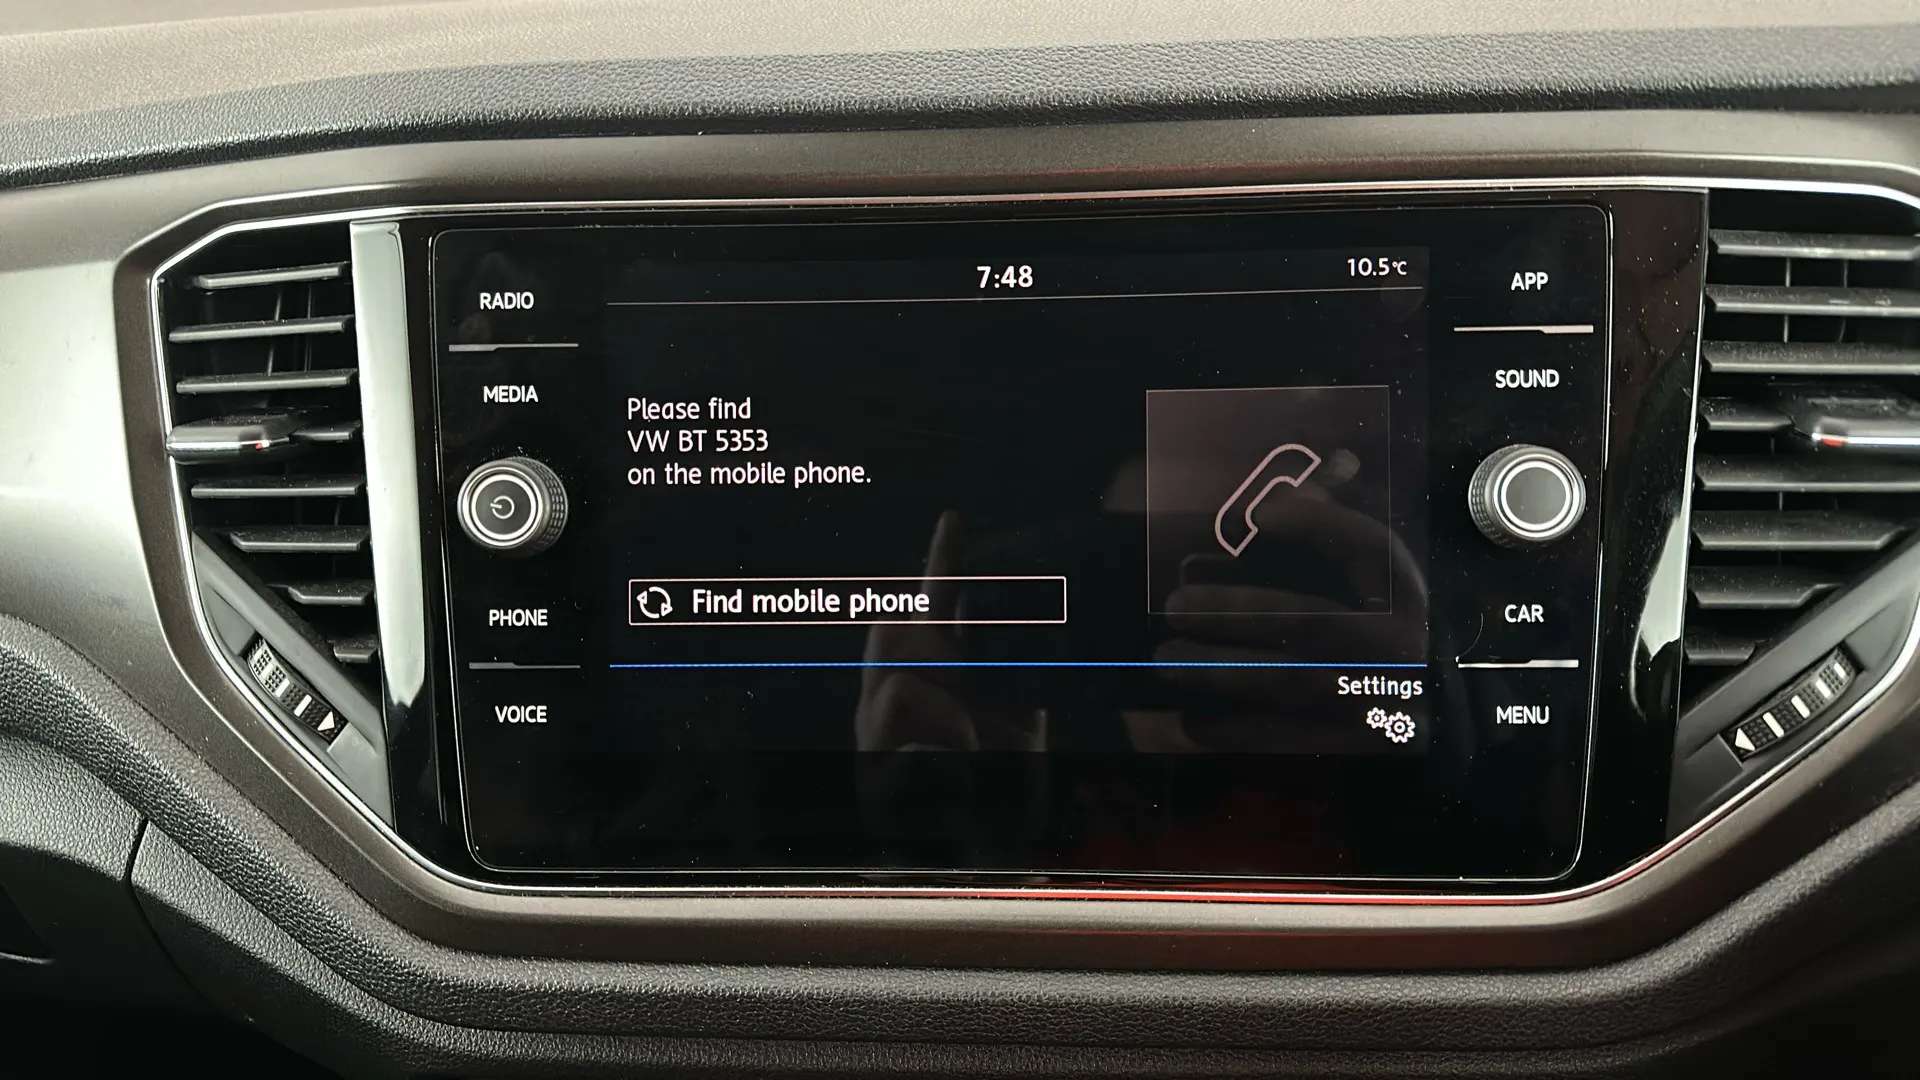 7:48
10.5°C
RADIO
MEDIA
PHONE
VOICE
Please find
VW BT 5353
on the mobile phone.
Find mobile phone
Settings
APP
SOUND
CAR
MENU